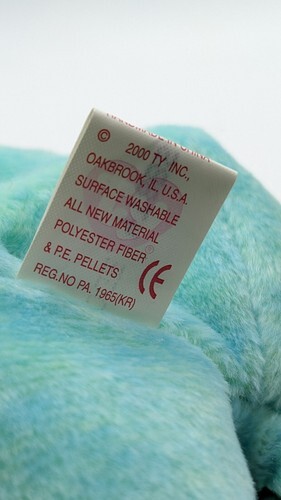 © 2000 TY INC.
OAKBROOK, IL, U.S.A.
SURFACE WASHABLE
ALL NEW MATERIAL
POLYESTER FIBER
& P.E. PELLETS CE
REG.NO PA. 1965(KR)